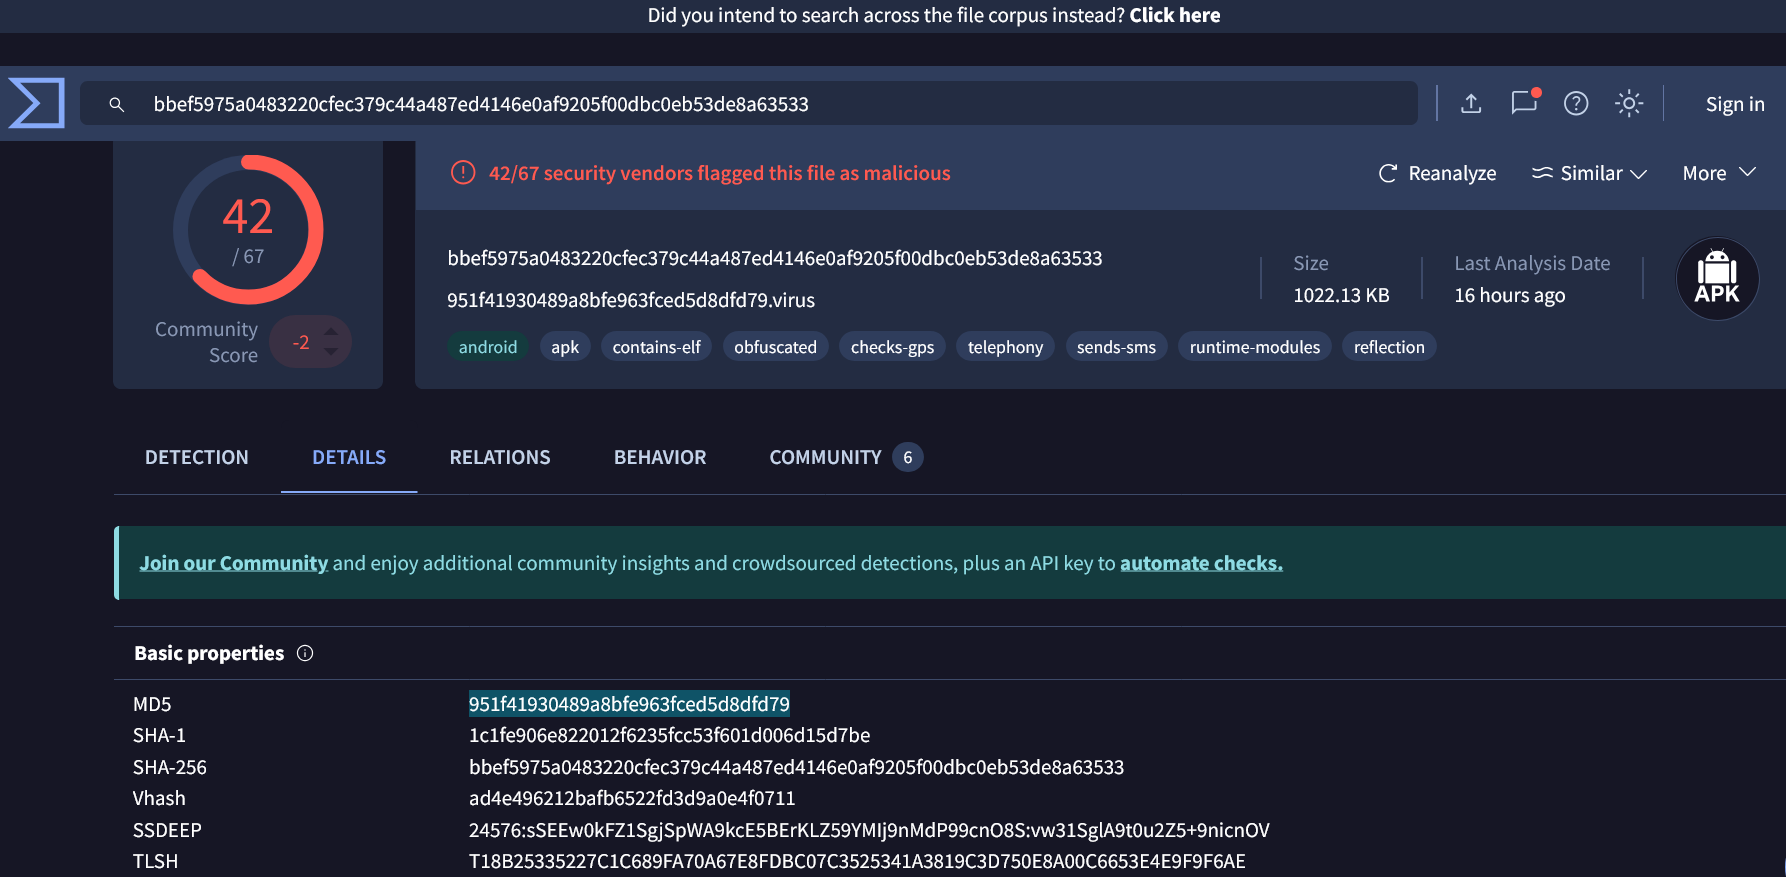 Did you intend to search across the file corpus instead? Click here
bbef5975a0483220cfec379c44a487ed4146e0af9205f00dbc0eb53de8a63533
Sign in
42
/ 67
Community Score
-2
42/67 security vendors flagged this file as malicious
Reanalyze
Similar
More
bbef5975a0483220cfec379c44a487ed4146e0af9205f00dbc0eb53de8a63533
951f41930489a8bfe963fced5d8dfd79.virus
Size
1022.13 KB
Last Analysis Date
16 hours ago
APK
android apk contains-elf obfuscated checks-gps telephony sends-sms runtime-modules reflection
DETECTION DETAILS RELATIONS BEHAVIOR COMMUNITY 6
Join our Community and enjoy additional community insights and crowdsourced detections, plus an API key to automate checks.
Basic properties
MD5 951f41930489a8bfe963fced5d8dfd79
SHA-1 1c1fe906e822012f6235fcc53f601d006d15d7be
SHA-256 bbef5975a0483220cfec379c44a487ed4146e0af9205f00dbc0eb53de8a63533
Vhash ad4e496212bafb6522fd3d9a0e4f0711
SSDEEP 24576:sSEEw0kFZ1SgjSpWA9kcE5BErKLZ59YMIj9nMdP99cnO8S:vw31SglA9t0u2Z5+9nicnOV
TLSH T18B25335227C1C689FA70A67E8FDBC07C3525341A3819C3D750E8A00C6653E4E9F9F6AE